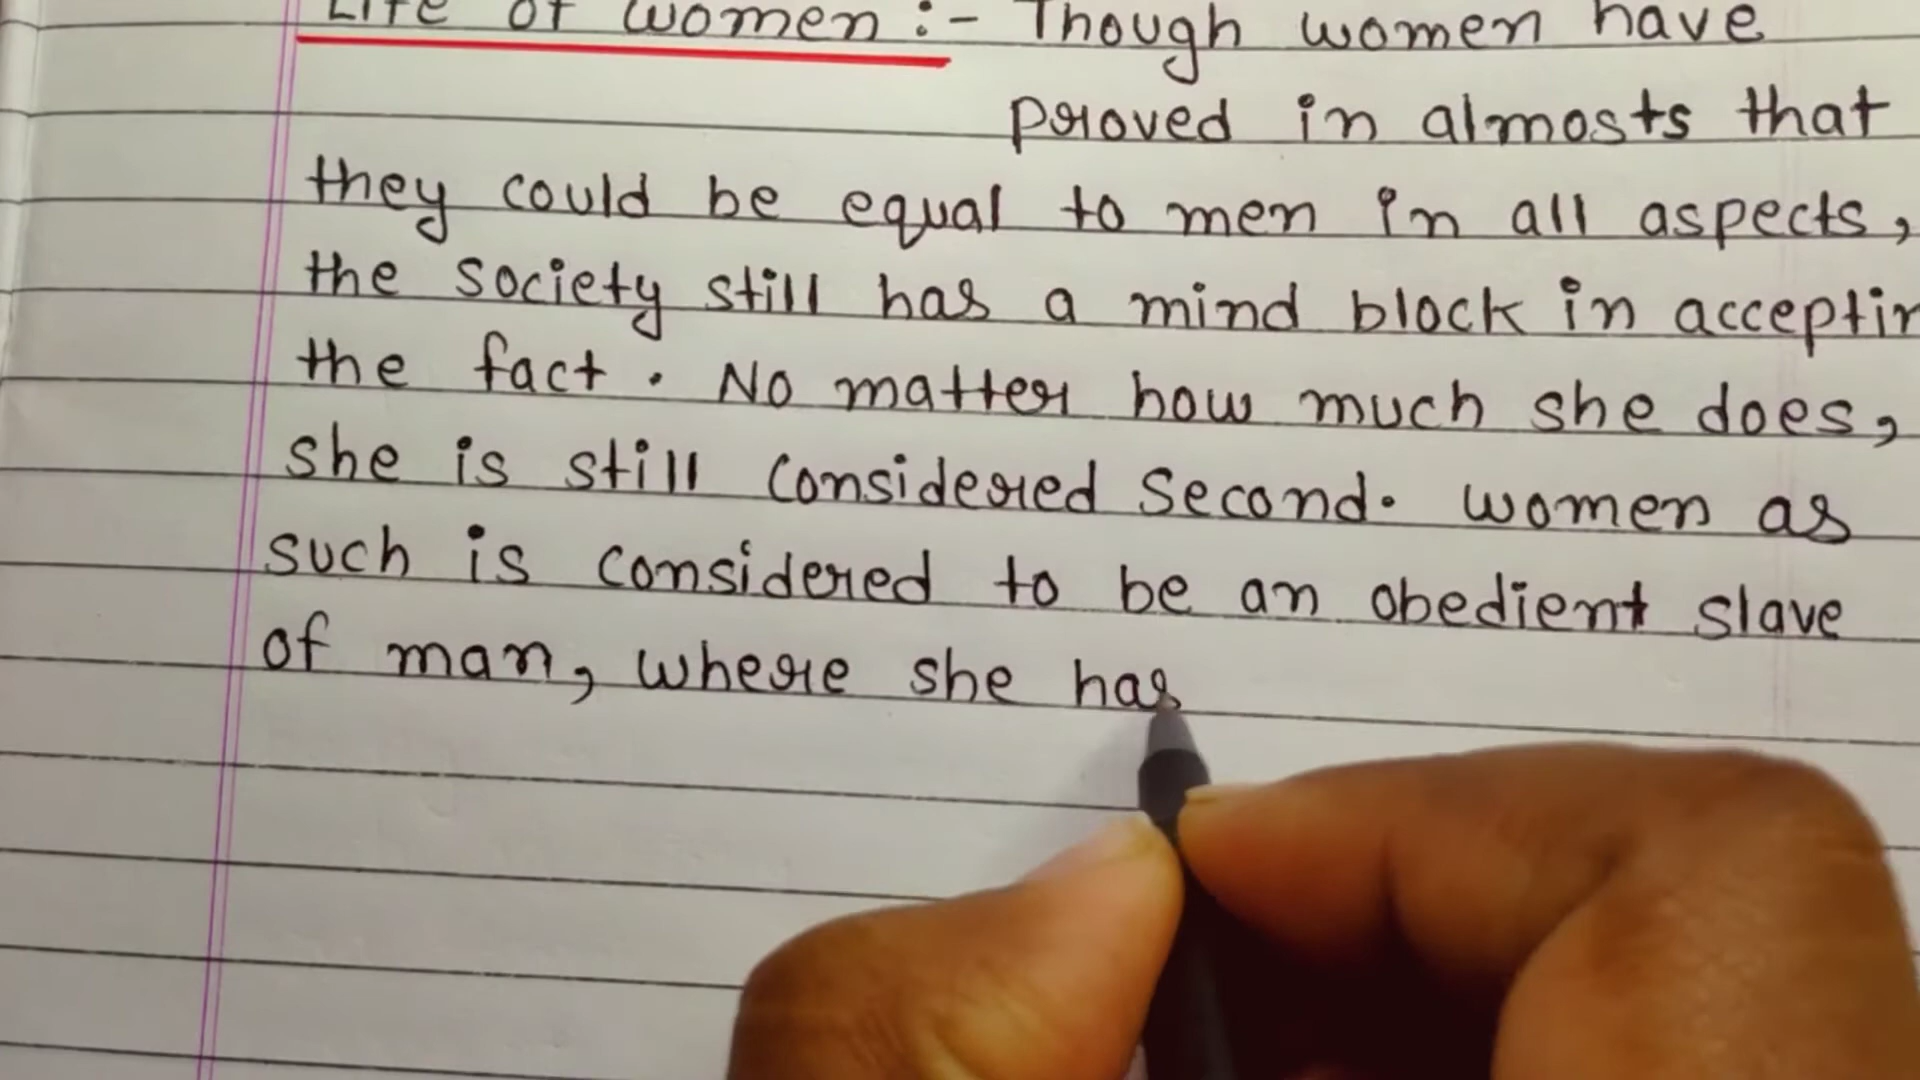 Life of women :- Though women have
proved in almosts that
they could be equal to men in all aspects,
the society still has a mind block in acceptin
the fact. No matter how much she does,
she is still considered second. women as
such is considered to be an obedient slave
of man, where she has